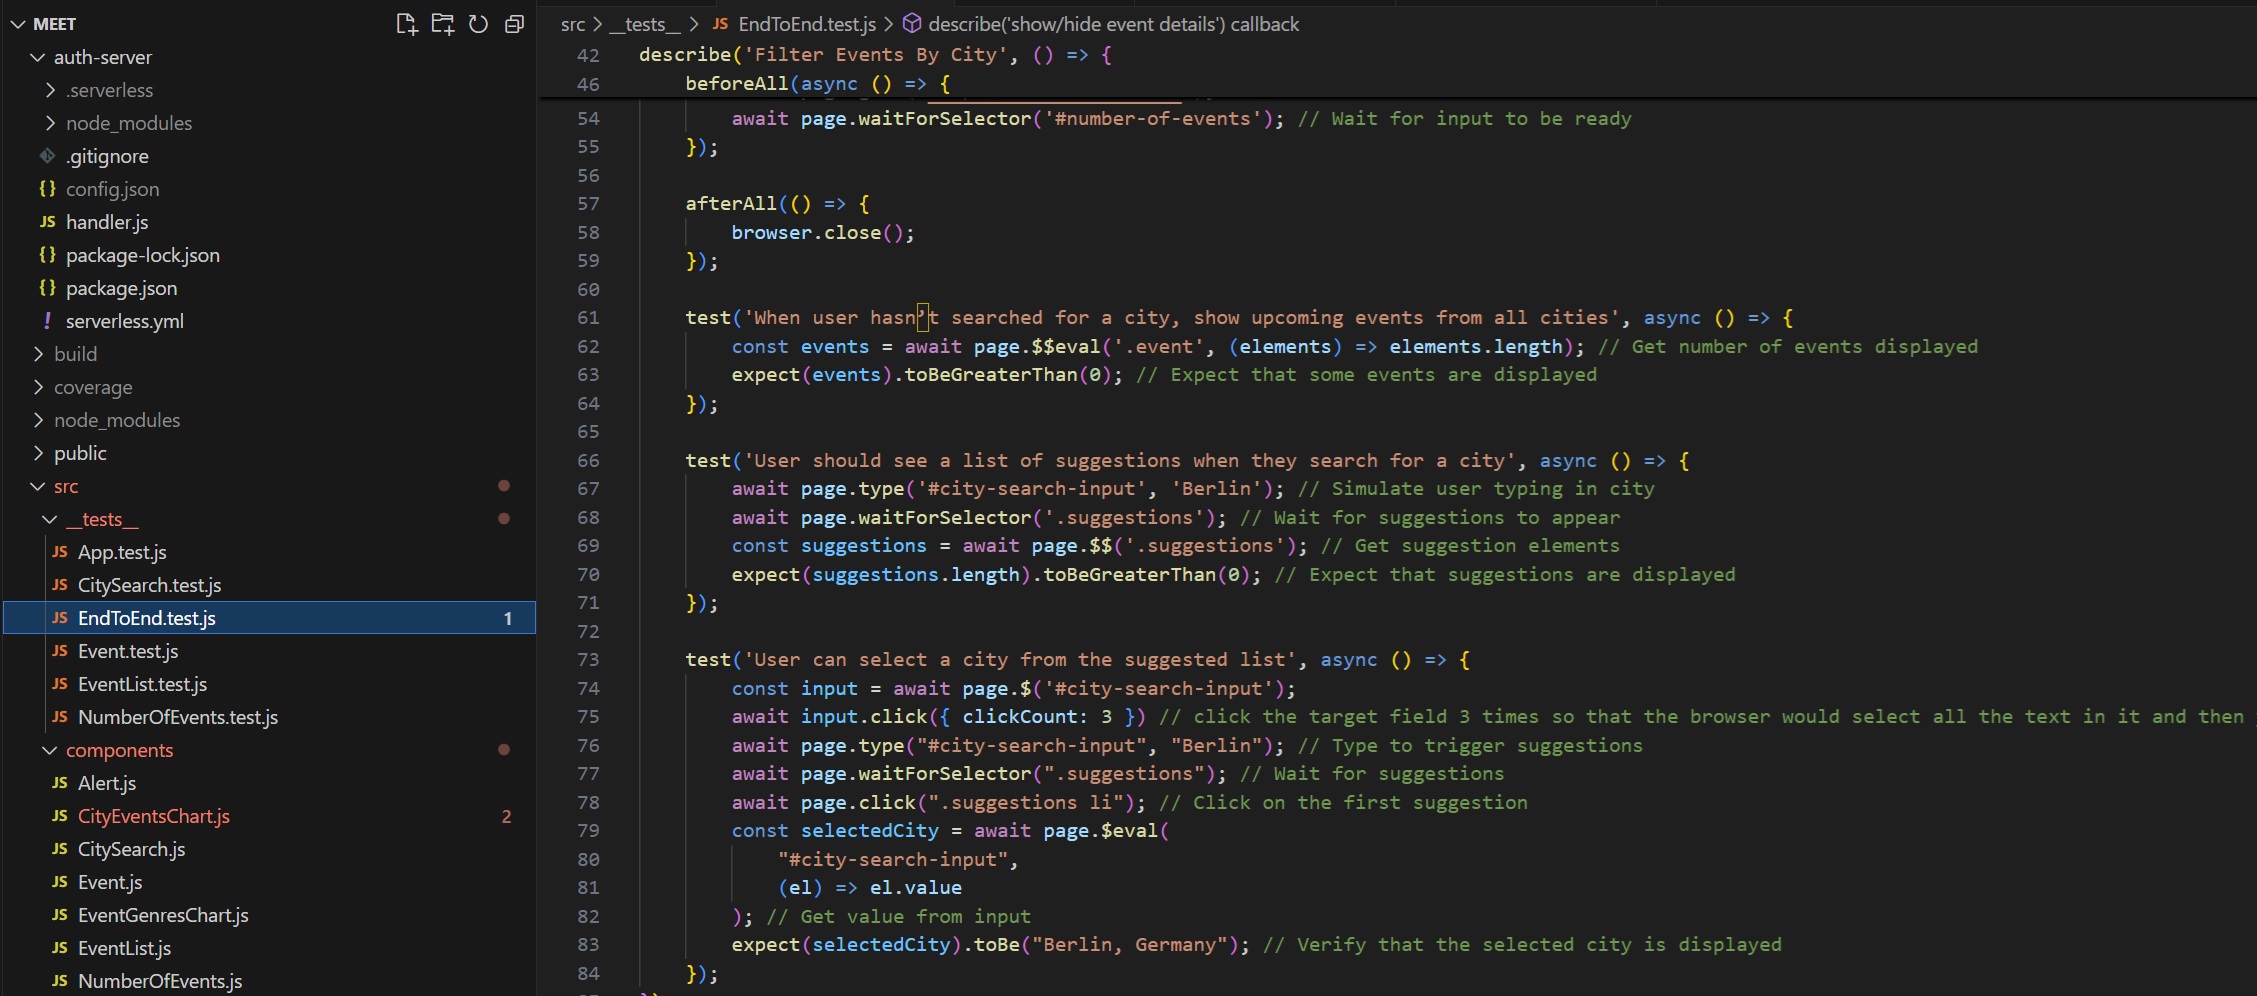 MEET
auth-server
.serverless
node_modules
.gitignore
{} config.json
JS handler.js
{} package-lock.json
{} package.json
! serverless.yml
build
coverage
node_modules
public
src
__tests__
JS App.test.js
JS CitySearch.test.js
JS EndToEnd.test.js 1
JS Event.test.js
JS EventList.test.js
JS NumberOfEvents.test.js
components
JS Alert.js
JS CityEventsChart.js 2
JS CitySearch.js
JS Event.js
JS EventGenresChart.js
JS EventList.js
JS NumberOfEvents.js
src > __tests__ > JS EndToEnd.test.js > describe('show/hide event details') callback
42 describe('Filter Events By City', () => {
46 beforeAll(async () => {
54 await page.waitForSelector('#number-of-events'); // Wait for input to be ready
55 });
56
57 afterAll(() => {
58 browser.close();
59 });
60
61 test('When user hasn’t searched for a city, show upcoming events from all cities', async () => {
62 const events = await page.$$eval('.event', (elements) => elements.length); // Get number of events displayed
63 expect(events).toBeGreaterThan(0); // Expect that some events are displayed
64 });
65
66 test('User should see a list of suggestions when they search for a city', async () => {
67 await page.type('#city-search-input', 'Berlin'); // Simulate user typing in city
68 await page.waitForSelector('.suggestions'); // Wait for suggestions to appear
69 const suggestions = await page.$$('.suggestions'); // Get suggestion elements
70 expect(suggestions.length).toBeGreaterThan(0); // Expect that suggestions are displayed
71 });
72
73 test('User can select a city from the suggested list', async () => {
74 const input = await page.$('#city-search-input');
75 await input.click({ clickCount: 3 }) // click the target field 3 times so that the browser would select all the text in it and then
76 await page.type("#city-search-input", "Berlin"); // Type to trigger suggestions
77 await page.waitForSelector(".suggestions"); // Wait for suggestions
78 await page.click(".suggestions li"); // Click on the first suggestion
79 const selectedCity = await page.$eval(
80 "#city-search-input",
81 (el) => el.value
82 ); // Get value from input
83 expect(selectedCity).toBe("Berlin, Germany"); // Verify that the selected city is displayed
84 });